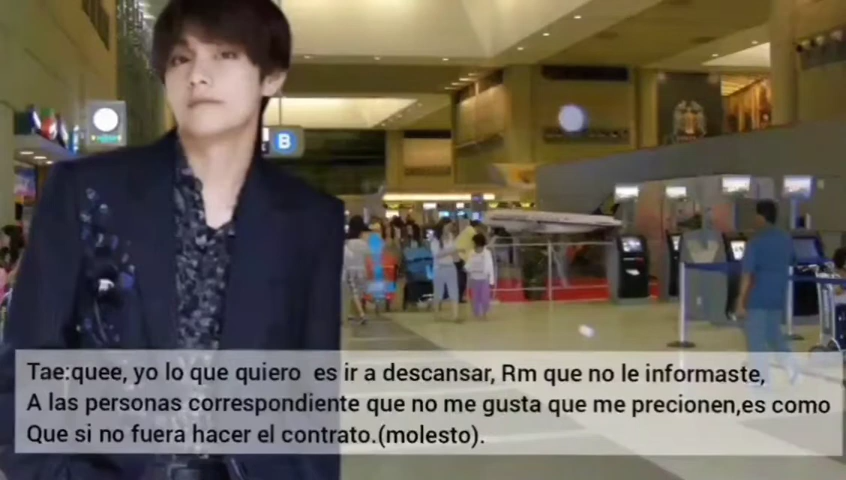 B
Tae:quee, yo lo que quiero es ir a descansar, Rm que no le informaste,
A las personas correspondiente que no me gusta que me precionen,es como
Que si no fuera hacer el contrato.(molesto).